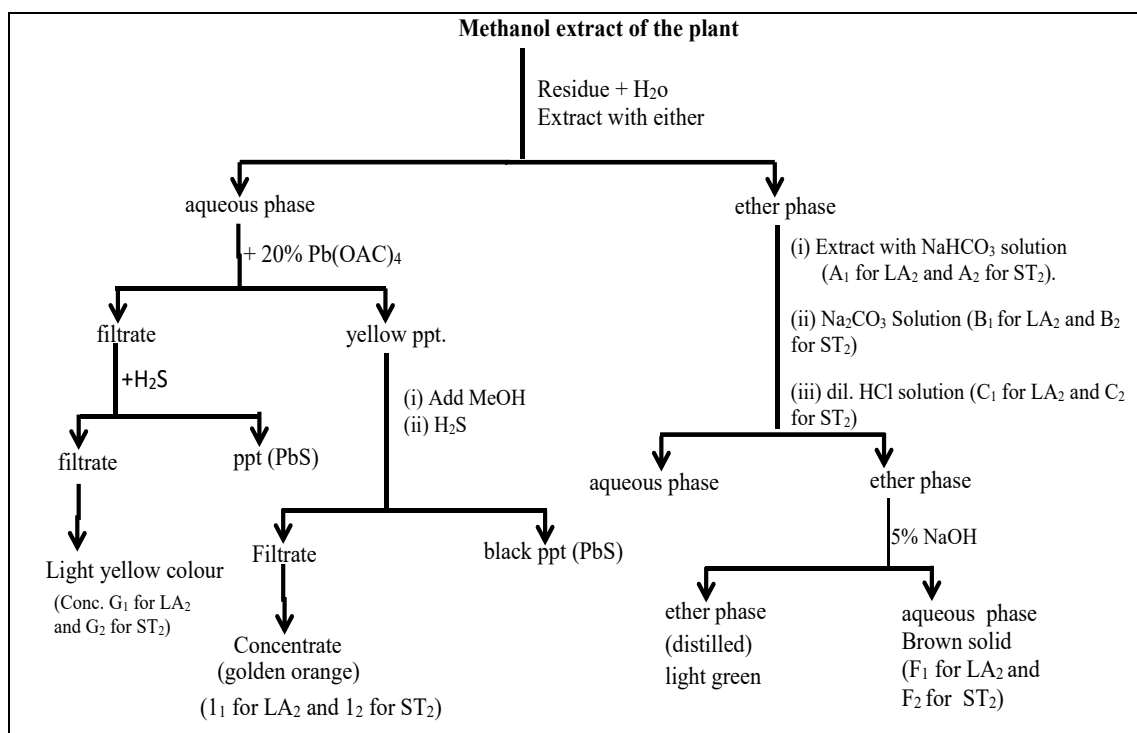 Methanol extract of the plant
Residue + H₂o
Extract with either
aqueous phase
ether phase
+ 20% Pb(OAC)₄
(i) Extract with NaHCO₃ solution
(A₁ for LA₂ and A₂ for ST₂).
(ii) Na₂CO₃ Solution (B₁ for LA₂ and B₂
for ST₂)
(iii) dil. HCl solution (C₁ for LA₂ and C₂
for ST₂)
filtrate
yellow ppt.
+H₂S
(i) Add MeOH
(ii) H₂S
filtrate
ppt (PbS)
aqueous phase
ether phase
5% NaOH
Light yellow colour
(Conc. G₁ for LA₂
and G₂ for ST₂)
Filtrate
black ppt (PbS)
Concentrate
(golden orange)
(1₁ for LA₂ and 1₂ for ST₂)
ether phase
(distilled)
light green
aqueous phase
Brown solid
(F₁ for LA₂ and
F₂ for ST₂)